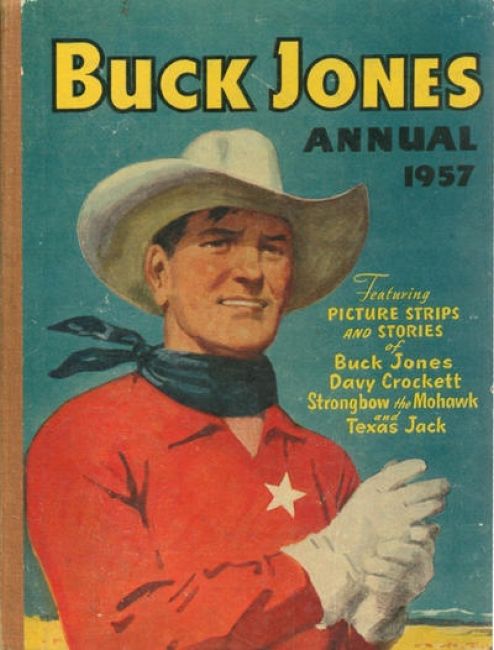 BUCK JONES
ANNUAL
1957
Featuring
PICTURE STRIPS
AND STORIES
of
Buck Jones
Davy Crockett
Strongbow the Mohawk
and
Texas Jack